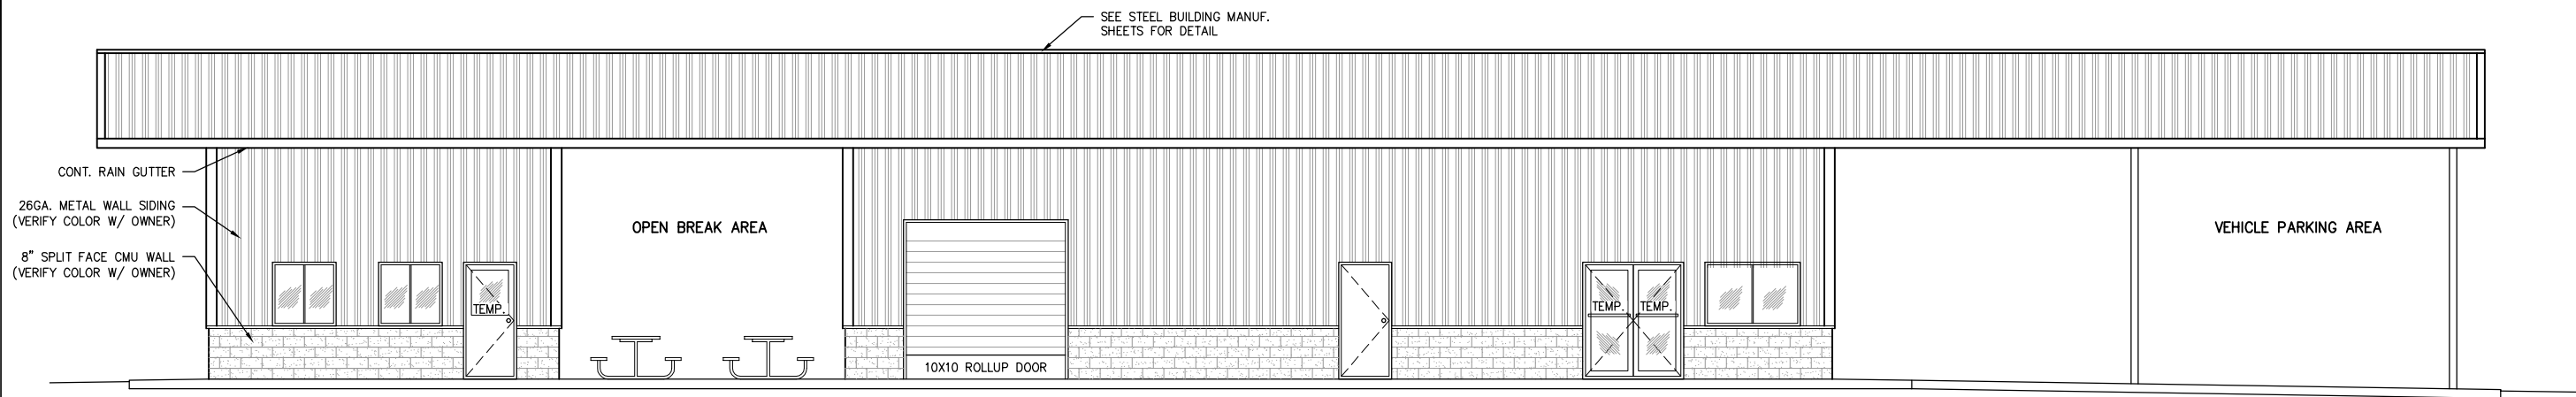 SEE STEEL BUILDING MANUF.
SHEETS FOR DETAIL
CONT. RAIN GUTTER
26GA. METAL WALL SIDING
(VERIFY COLOR W/ OWNER)
8" SPLIT FACE CMU WALL
(VERIFY COLOR W/ OWNER)
OPEN BREAK AREA
VEHICLE PARKING AREA
TEMP.
TEMP.
TEMP.
10X10 ROLLUP DOOR